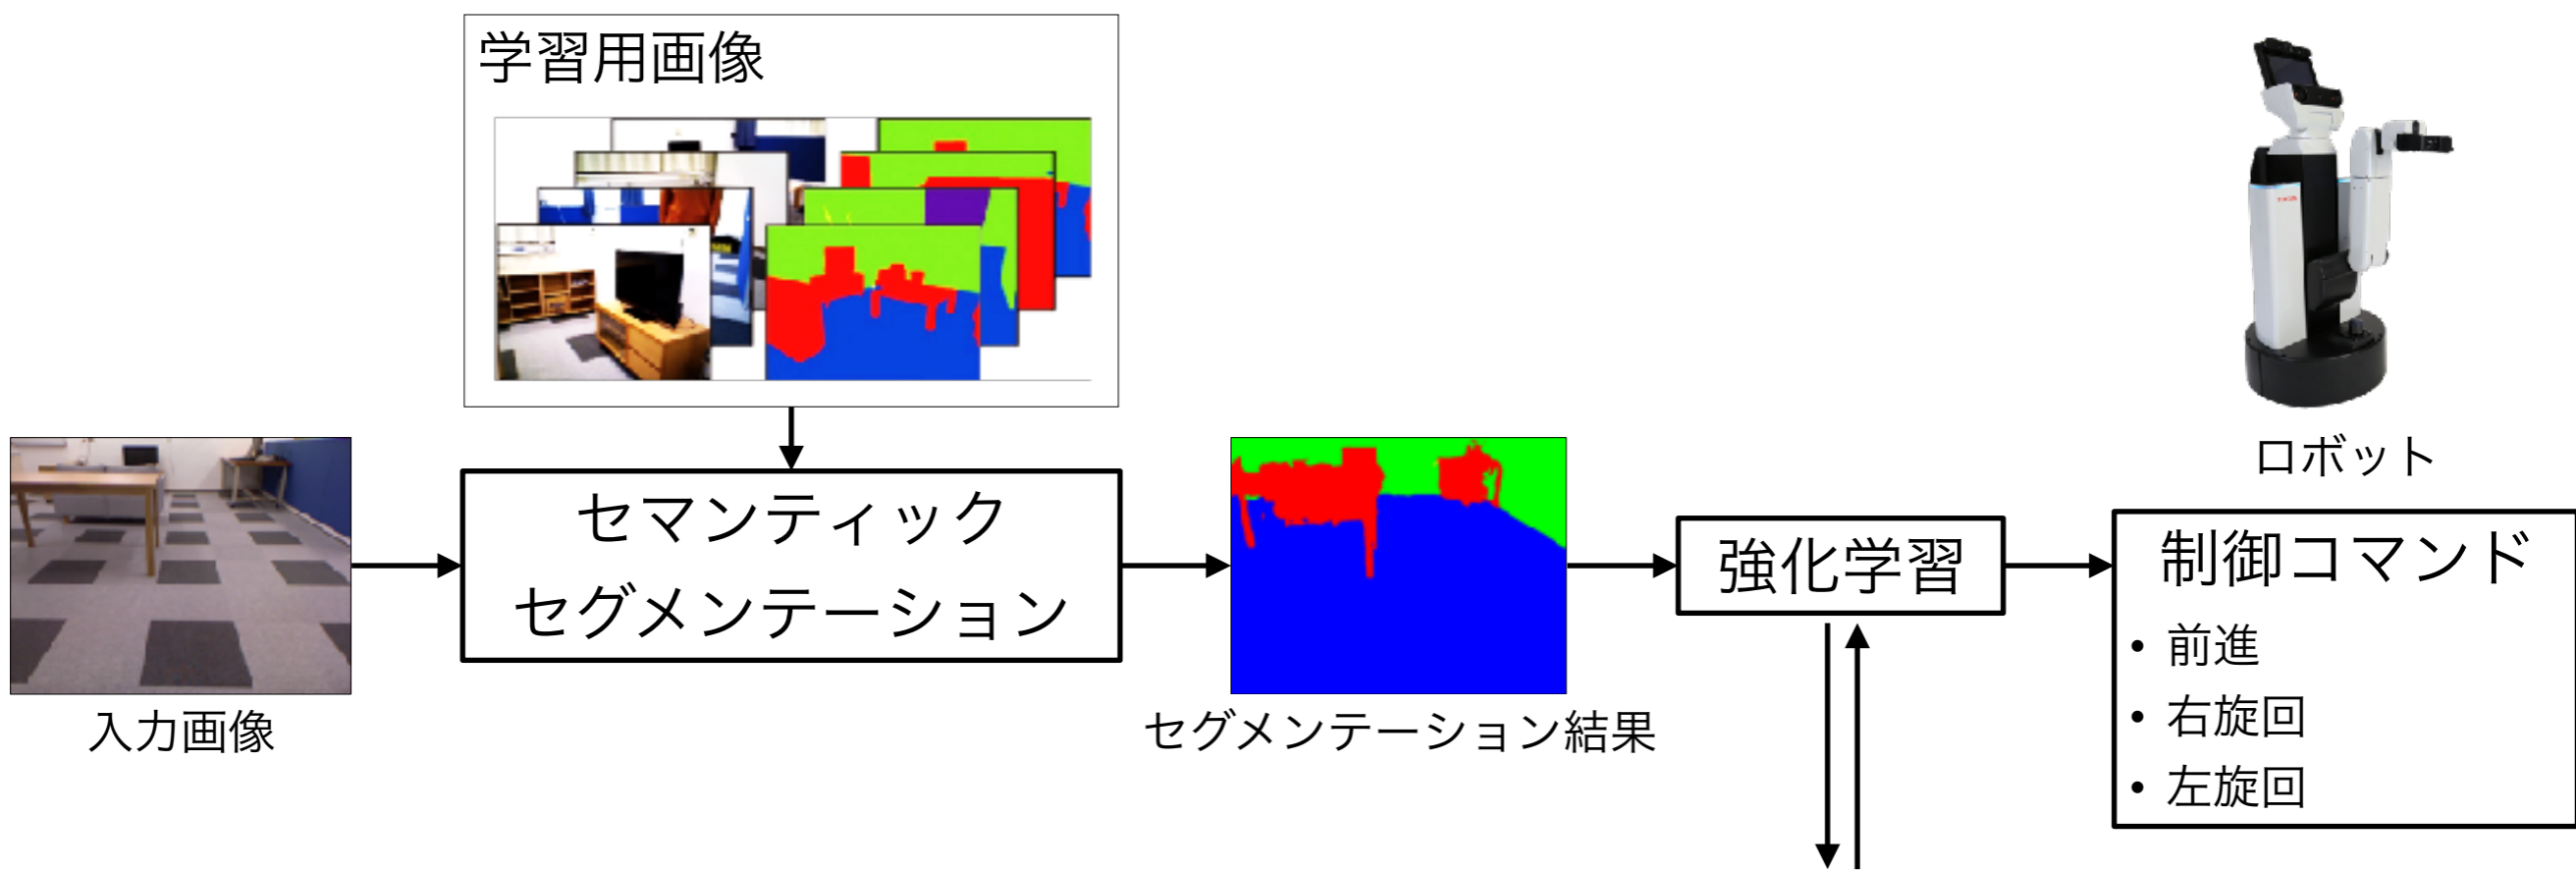 学習用画像
セマンティック
セグメンテーション
入力画像
セグメンテーション結果
強化学習
ロボット
制御コマンド
• 前進
• 右旋回
• 左旋回